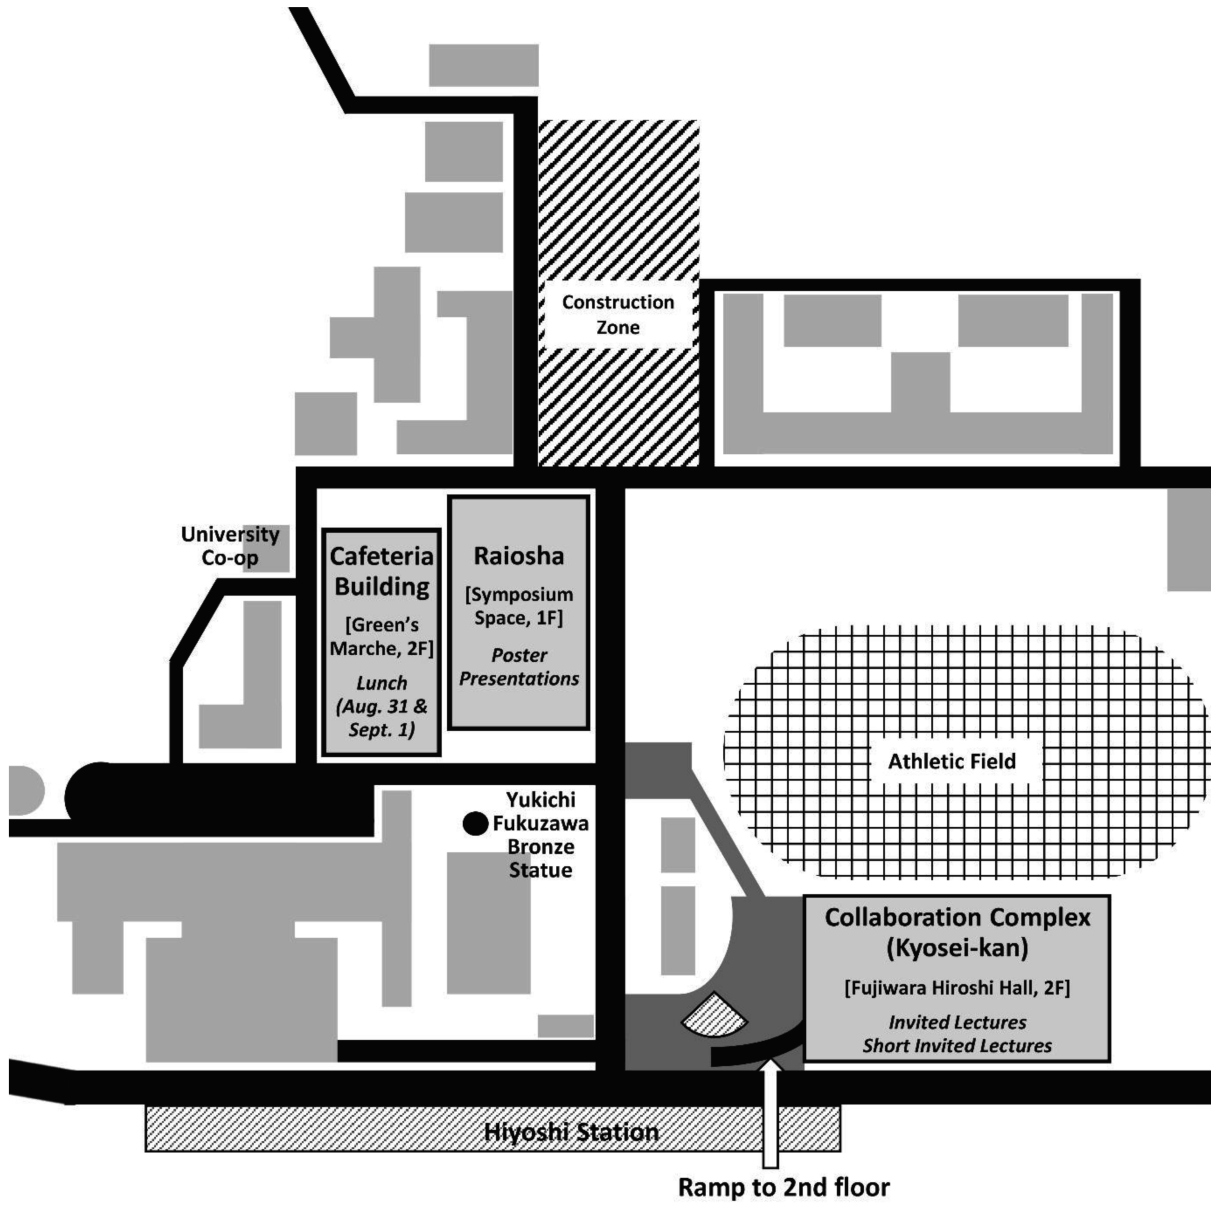 Construction
Zone
University
Co-op
Cafeteria
Building
[Green’s
Marche, 2F]
Lunch
(Aug. 31 &
Sept. 1)
Raiosha
[Symposium
Space, 1F]
Poster
Presentations
Athletic Field
Yukichi
Fukuzawa
Bronze
Statue
Collaboration Complex
(Kyosei-kan)
[Fujiwara Hiroshi Hall, 2F]
Invited Lectures
Short Invited Lectures
Hiyoshi Station
Ramp to 2nd floor